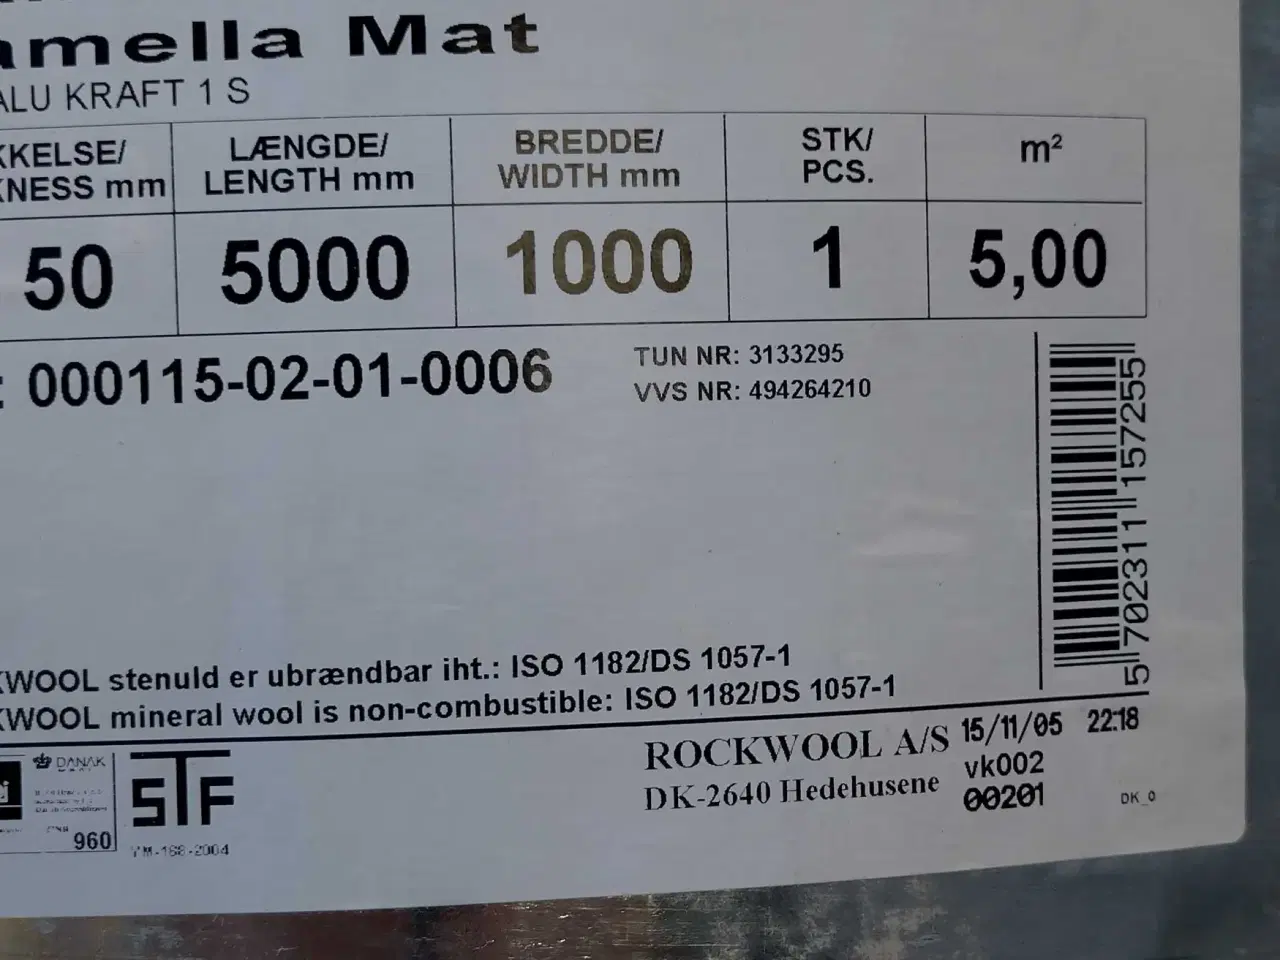 amella Mat
ALU KRAFT 1 S
KKELSE/
KNESS mm
LÆNGDE/
LENGTH mm
BREDDE/
WIDTH mm
STK/
PCS.
m²
50
5000
1000
1
5,00
: 000115-02-01-0006
TUN NR: 3133295
VVS NR: 494264210
5 702311 157255
KWOOL stenuld er ubrændbar iht.: ISO 1182/DS 1057-1
KWOOL mineral wool is non-combustible: ISO 1182/DS 1057-1
DANAK
960
STF
YM-168-2004
ROCKWOOL A/S
DK-2640 Hedehusene
15/11/05 22:18
vk002
00201
DK_0